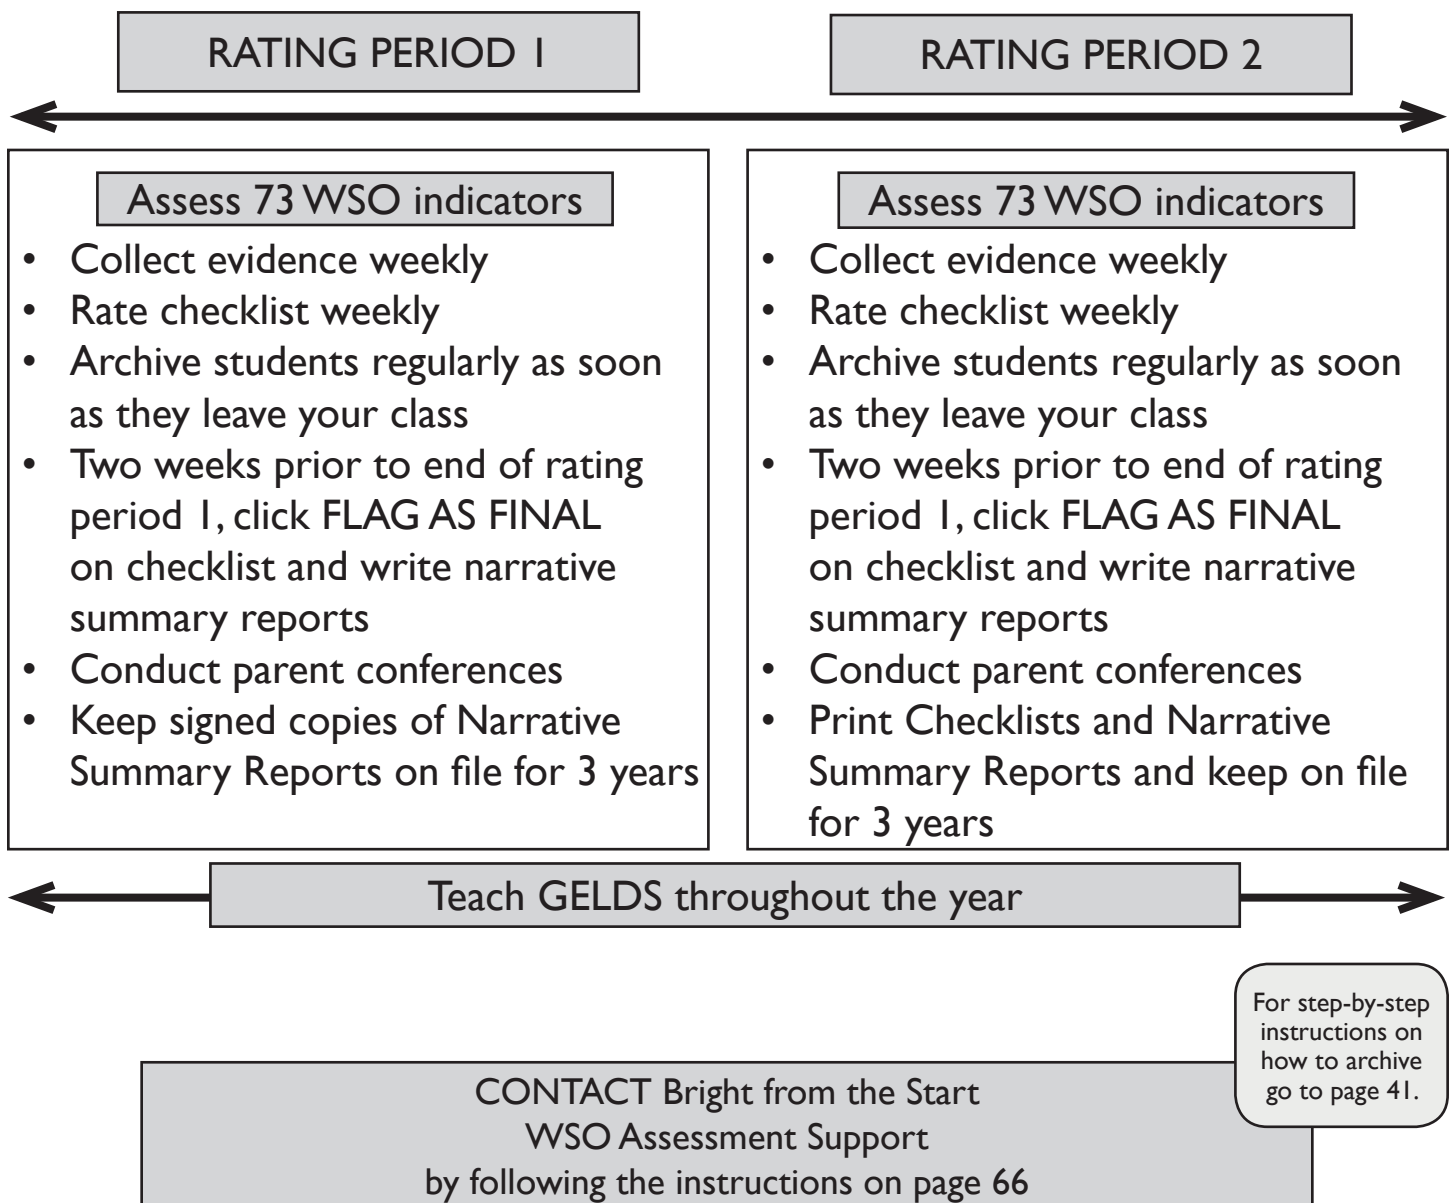 RATING PERIOD 1
RATING PERIOD 2
Assess 73 WSO indicators
• Collect evidence weekly
• Rate checklist weekly
• Archive students regularly as soon
as they leave your class
• Two weeks prior to end of rating
period 1, click FLAG AS FINAL
on checklist and write narrative
summary reports
• Conduct parent conferences
• Keep signed copies of Narrative
Summary Reports on file for 3 years
Assess 73 WSO indicators
• Collect evidence weekly
• Rate checklist weekly
• Archive students regularly as soon
as they leave your class
• Two weeks prior to end of rating
period 1, click FLAG AS FINAL
on checklist and write narrative
summary reports
• Conduct parent conferences
• Print Checklists and Narrative
Summary Reports and keep on file
for 3 years
Teach GELDS throughout the year
For step-by-step
instructions on
how to archive
go to page 41.
CONTACT Bright from the Start
WSO Assessment Support
by following the instructions on page 66